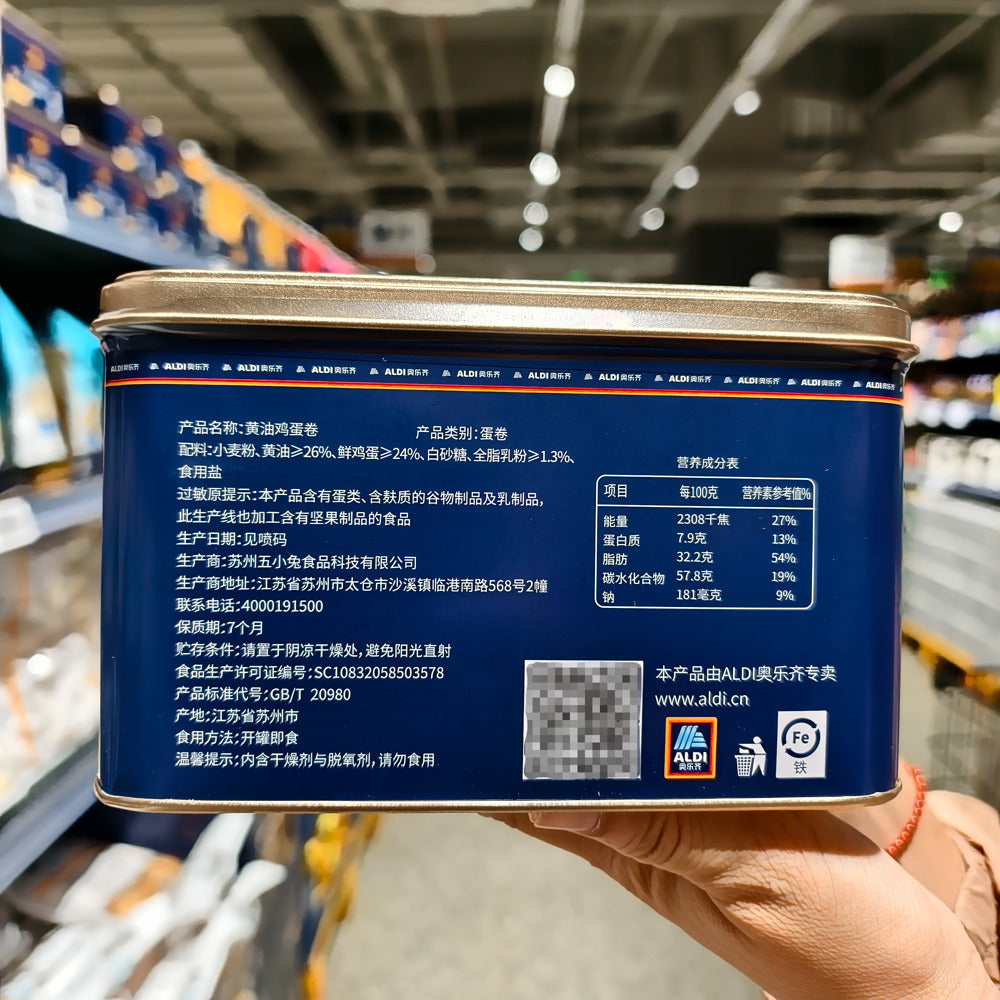 ALDI奥乐齐 ALDI奥乐齐 ALDI奥乐齐 ALDI奥乐齐 ALDI奥乐齐 ALDI奥乐齐 ALDI奥乐齐 ALDI奥乐齐 ALDI奥乐齐 ALDI奥乐齐 ALDI奥乐齐
产品名称:黄油鸡蛋卷 产品类别:蛋卷
配料:小麦粉、黄油≥26%、鲜鸡蛋≥24%、白砂糖、全脂乳粉≥1.3%、
食用盐
过敏原提示:本产品含有蛋类、含麸质的谷物制品及乳制品,
此生产线也加工含有坚果制品的食品
生产日期:见喷码
生产商:苏州五小兔食品科技有限公司
生产商地址:江苏省苏州市太仓市沙溪镇临港南路568号2幢
联系电话:4000191500
保质期:7个月
贮存条件:请置于阴凉干燥处,避免阳光直射
食品生产许可证编号:SC10832058503578
产品标准代号:GB/T 20980
产地:江苏省苏州市
食用方法:开罐即食
温馨提示:内含干燥剂与脱氧剂,请勿食用
营养成分表
项目 每100克 营养素参考值%
能量 2308千焦 27%
蛋白质 7.9克 13%
脂肪 32.2克 54%
碳水化合物 57.8克 19%
钠 181毫克 9%
本产品由ALDI奥乐齐专卖
www.aldi.cn
ALDI
奥乐齐
Fe
铁